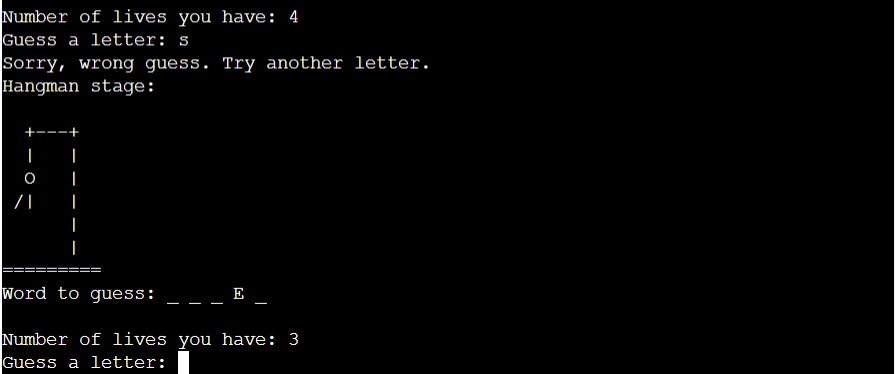 Number of lives you have: 4
Guess a letter: s
Sorry, wrong guess. Try another letter.
Hangman stage:
  +---+
  |   |
  O   |
 /|   |
      |
      |
=========
Word to guess: _ _ _ E _
Number of lives you have: 3
Guess a letter: